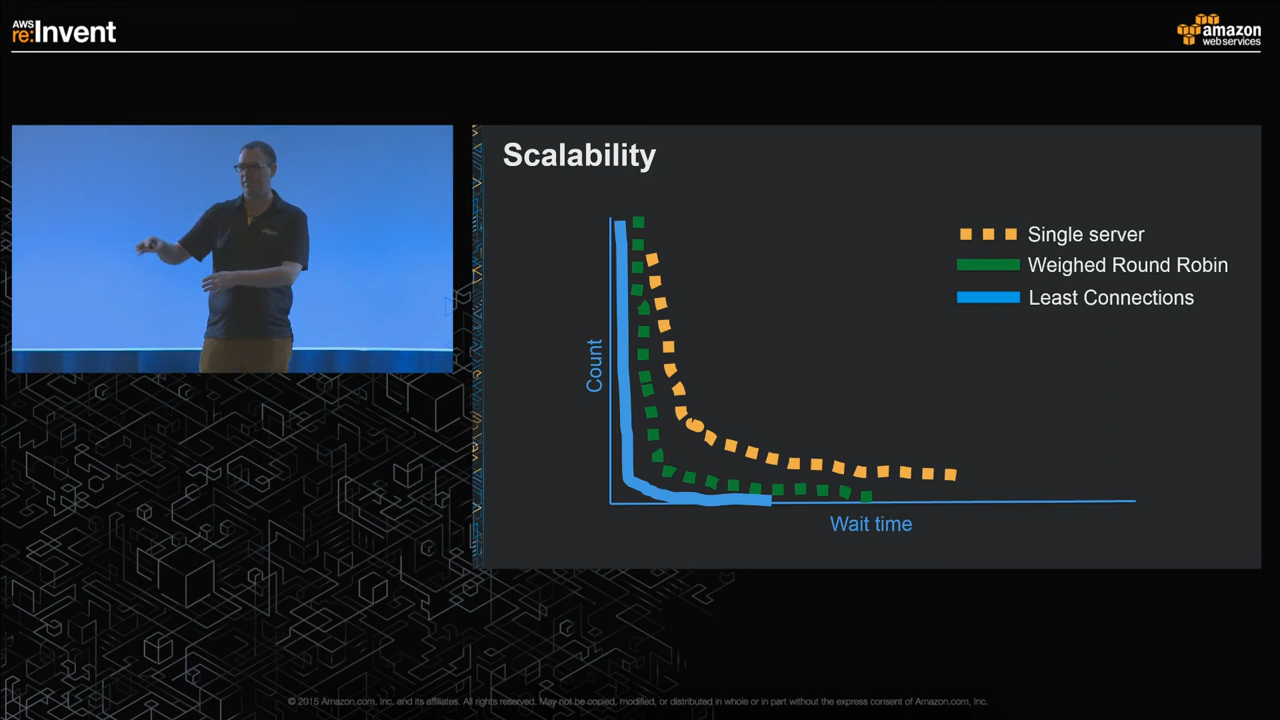 AWS
re:Invent
amazon
web services
Scalability
Single server
Weighed Round Robin
Least Connections
Count
Wait time
© 2015 Amazon.com, Inc. and its affiliates. All rights reserved. May not be copied, modified, or distributed in whole or in part without the express consent of Amazon.com, Inc.